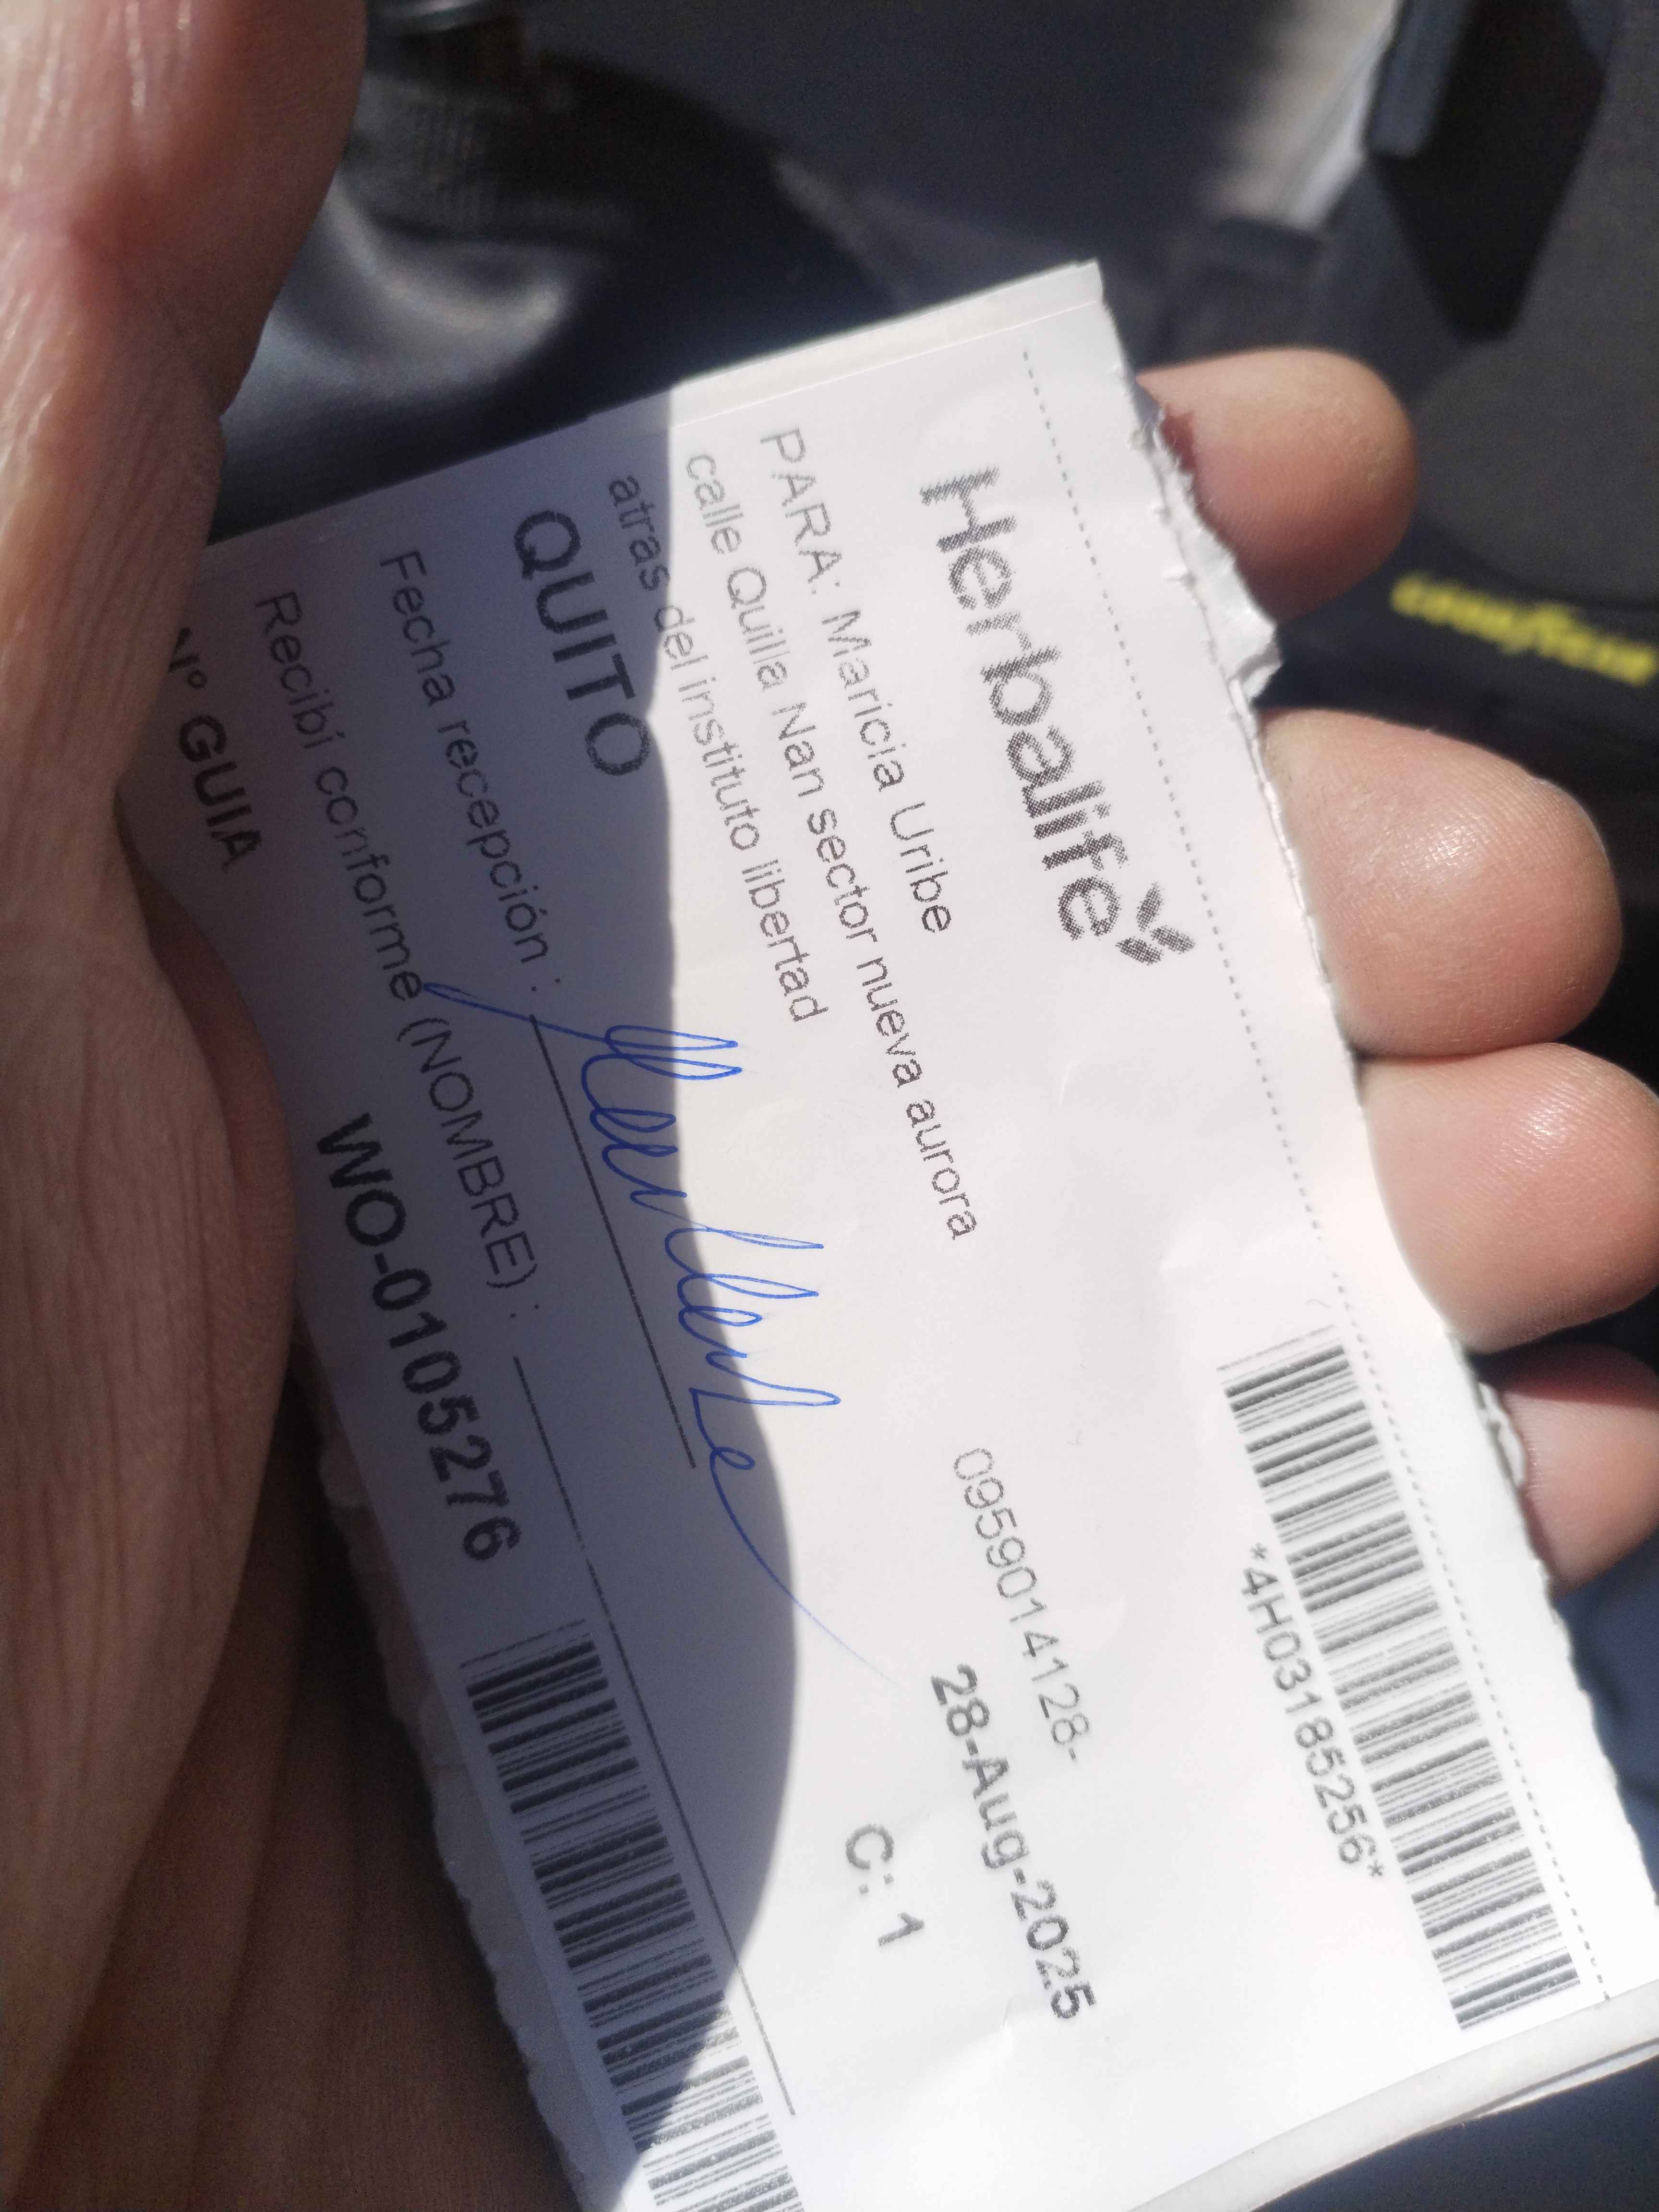 Herbalife
*4H03185256*
PARA: Maricia Uribe
0959014128-
calle Quilla Nan sector nueva aurora
28-Aug-2025
atras del instituto libertad
C: 1
QUITO
Fecha recepción :
Recibí conforme (NOMBRE) :
N° GUIA
WO-0105276
GOODYEAR